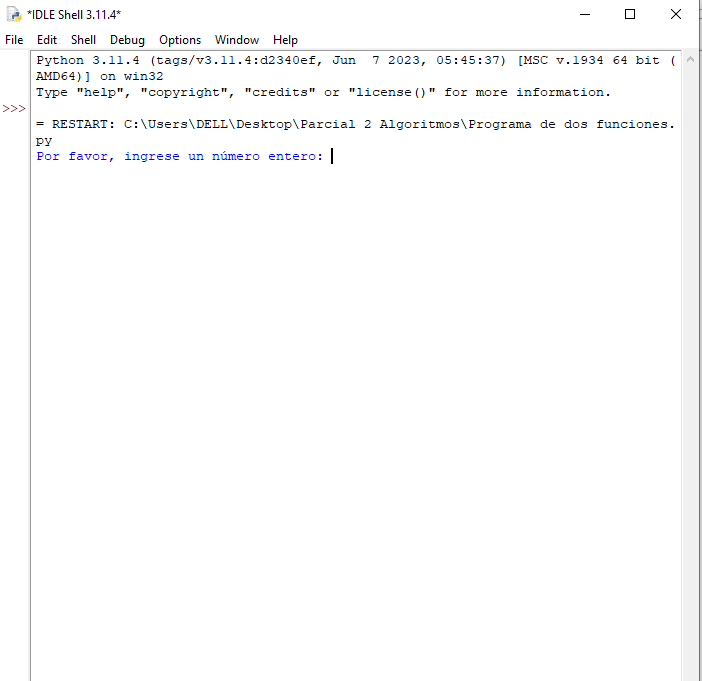 *IDLE Shell 3.11.4*
File Edit Shell Debug Options Window Help
Python 3.11.4 (tags/v3.11.4:d2340ef, Jun  7 2023, 05:45:37) [MSC v.1934 64 bit (
AMD64)] on win32
Type "help", "copyright", "credits" or "license()" for more information.
>>>
= RESTART: C:\Users\DELL\Desktop\Parcial 2 Algoritmos\Programa de dos funciones.
py
Por favor, ingrese un número entero: